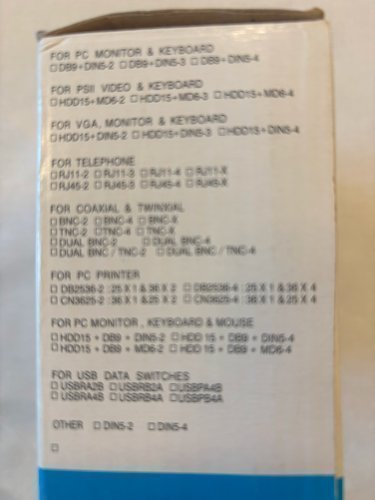 FOR PC MONITOR & KEYBOARD
☐ DB9+DIN5-2 ☐ DB9+DIN5-3 ☐ DB9+DIN5-4
FOR PSII VIDEO & KEYBOARD
☐ HDD15+MD6-2 ☐ HDD15+MD6-3 ☐ HDD15+MD6-4
FOR VGA, MONITOR & KEYBOARD
☐ HDD15+DIN5-2 ☐ HDD15+DIN5-3 ☐ HDD15+DIN5-4
FOR TELEPHONE
☐ RJ11-2 ☐ RJ11-3 ☐ RJ11-4 ☐ RJ11-X
☐ RJ45-2 ☐ RJ45-3 ☐ RJ45-4 ☐ RJ45-X
FOR COAXIAL & TWINXIAL
☐ BNC-2 ☐ BNC-4 ☐ BNC-X
☐ TNC-2 ☐ TNC-4 ☐ TNC-X
☐ DUAL BNC-2 ☐ DUAL BNC-4
☐ DUAL BNC / TNC-2 ☐ DUAL BNC / TNC-4
FOR PC PRINTER
☐ DB2536-2 : 25 X 1 & 36 X 2 ☐ DB2536-4 : 25 X 1 & 36 X 4
☐ CN3625-2 : 36 X 1 & 25 X 2 ☐ CN3625-4 : 36 X 1 & 25 X 4
FOR PC MONITOR , KEYBOARD & MOUSE
☐ HDD15 + DB9 + DIN5-2 ☐ HDD 15 + DB9 + DIN5-4
☐ HDD15 + DB9 + MD6-2 ☐ HDD 15 + DB9 + MD6-4
FOR USB DATA SWITCHES
☐ USBRA2B ☐ USBRB2A ☐ USBPA4B
☐ USBRA4B ☐ USBRB4A ☐ USBPB4A
OTHER ☐ DIN5-2 ☐ DIN5-4
☐